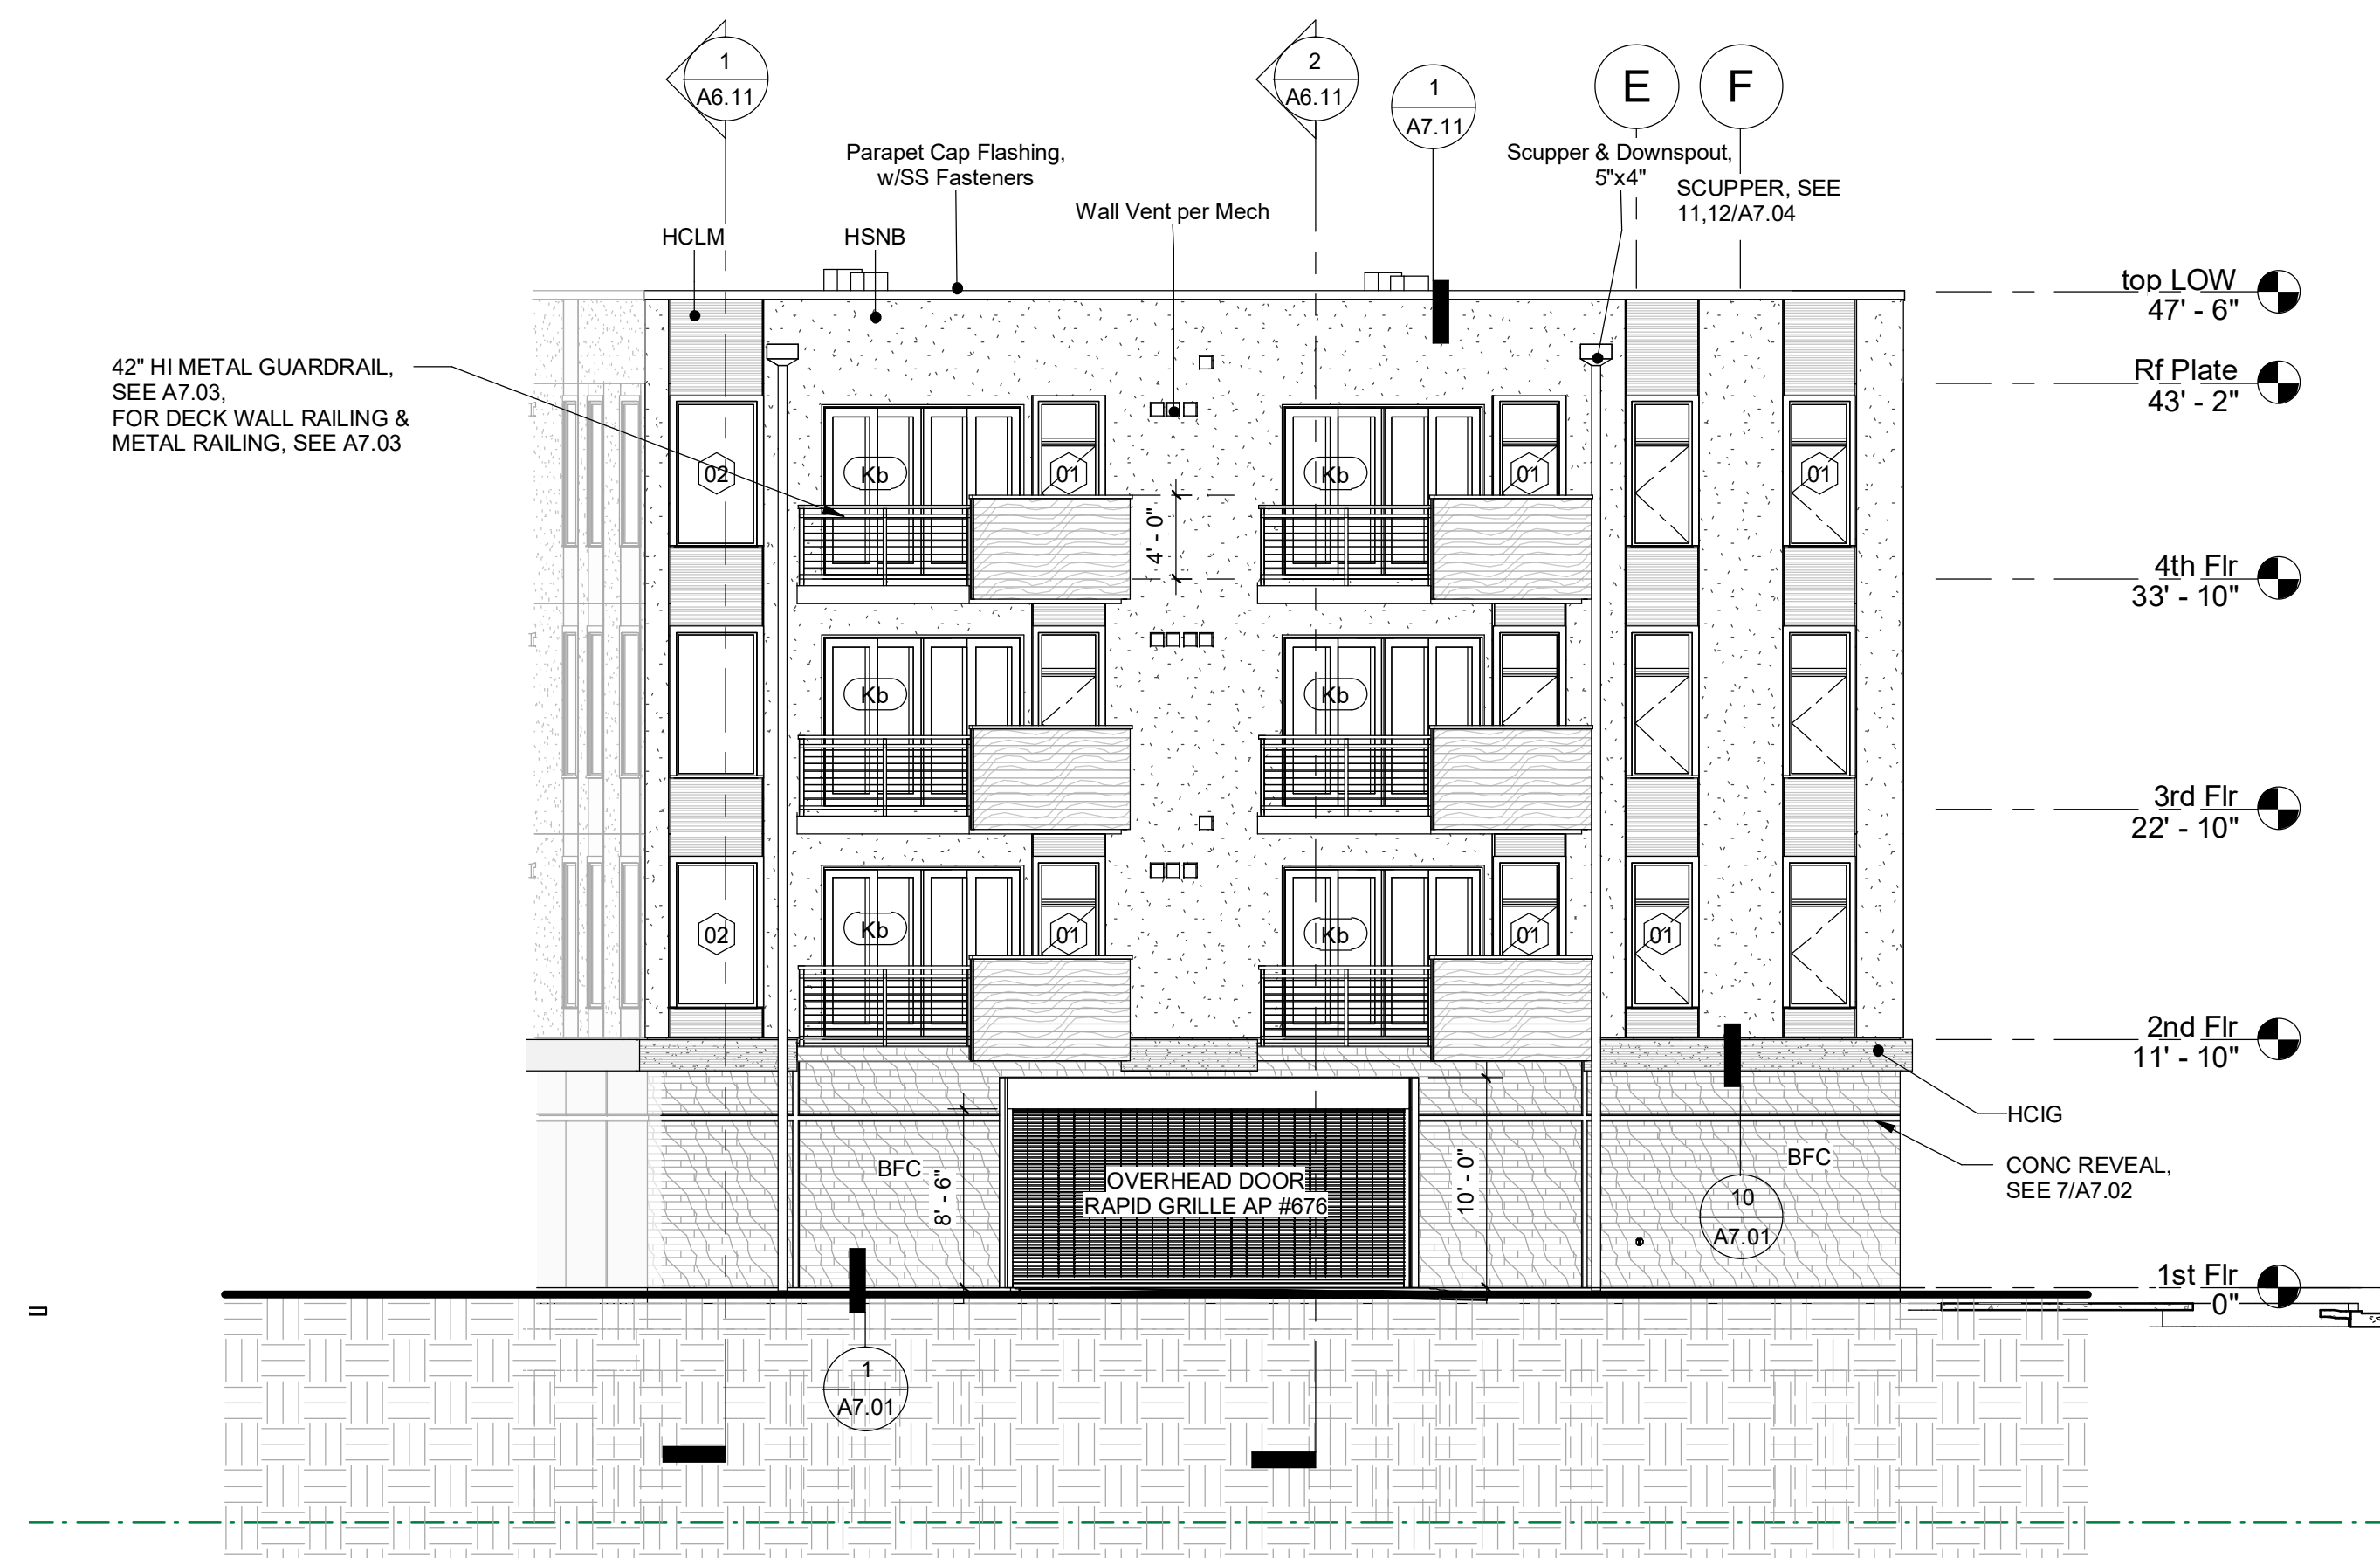 1
A6.11
2
A6.11
1
A7.11
E
F
Parapet Cap Flashing,
w/SS Fasteners
Scupper & Downspout,
5"x4"
SCUPPER, SEE
11,12/A7.04
Wall Vent per Mech
HCLM
HSNB
top LOW
47' - 6"
42" HI METAL GUARDRAIL,
SEE A7.03,
FOR DECK WALL RAILING &
METAL RAILING, SEE A7.03
Rf Plate
43' - 2"
02
Kb
01
Kb
01
01
4' - 0"
4th Flr
33' - 10"
Kb
Kb
3rd Flr
22' - 10"
02
Kb
01
Kb
01
01
2nd Flr
11' - 10"
HCIG
BFC
8' - 6"
OVERHEAD DOOR
RAPID GRILLE AP #676
10' - 0"
BFC
CONC REVEAL,
SEE 7/A7.02
10
A7.01
1st Flr
0"
1
A7.01